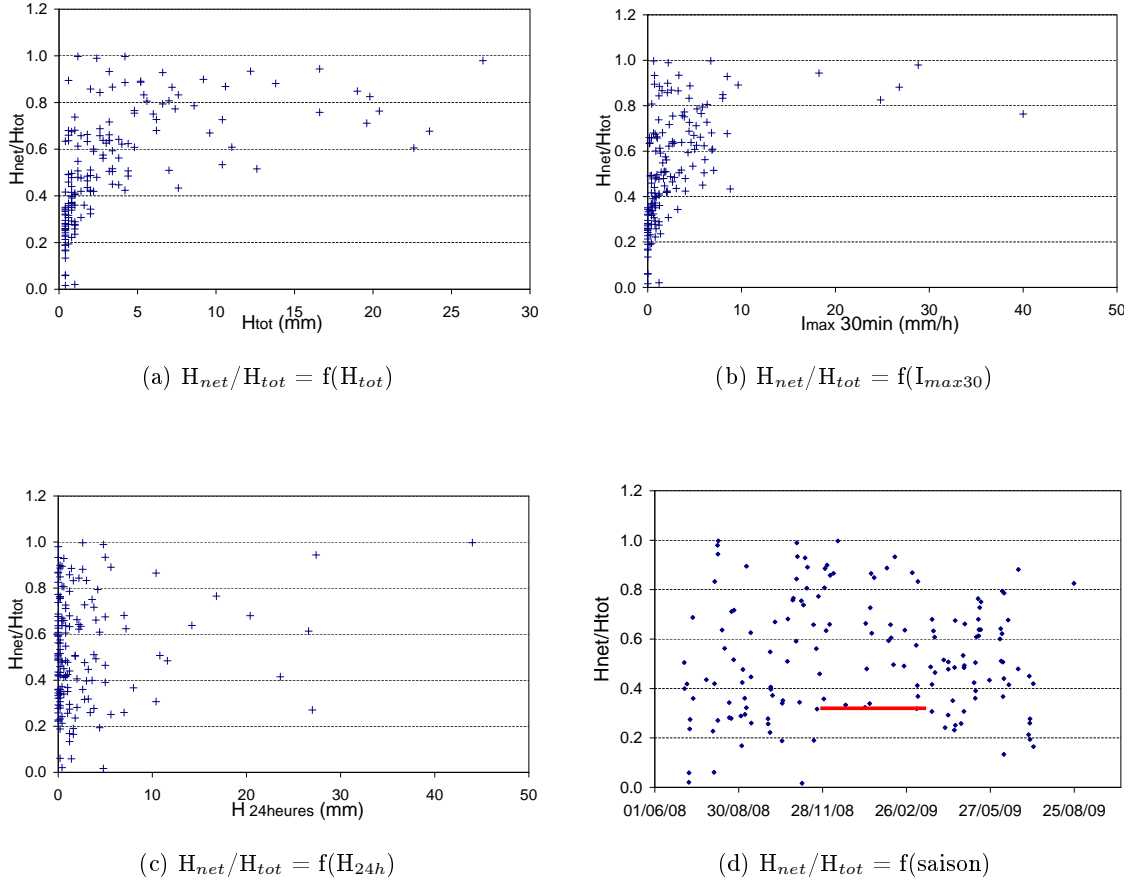 1.2
1.0
0.8
0.6
0.4
0.2
0.0
Hnet/Htot
0 5 10 15 20 25 30
Htot (mm)
(a) Hnet/Htot = f(Htot)
1.2
1.0
0.8
0.6
0.4
0.2
0.0
Hnet/Htot
0 10 20 30 40 50
Imax 30min (mm/h)
(b) Hnet/Htot = f(Imax30)
1.2
1.0
0.8
0.6
0.4
0.2
0.0
Hnet/Htot
0 10 20 30 40 50
H 24heures (mm)
(c) Hnet/Htot = f(H24h)
1.2
1.0
0.8
0.6
0.4
0.2
0.0
Hnet/Htot
01/06/08 30/08/08 28/11/08 26/02/09 27/05/09 25/08/09
(d) Hnet/Htot = f(saison)